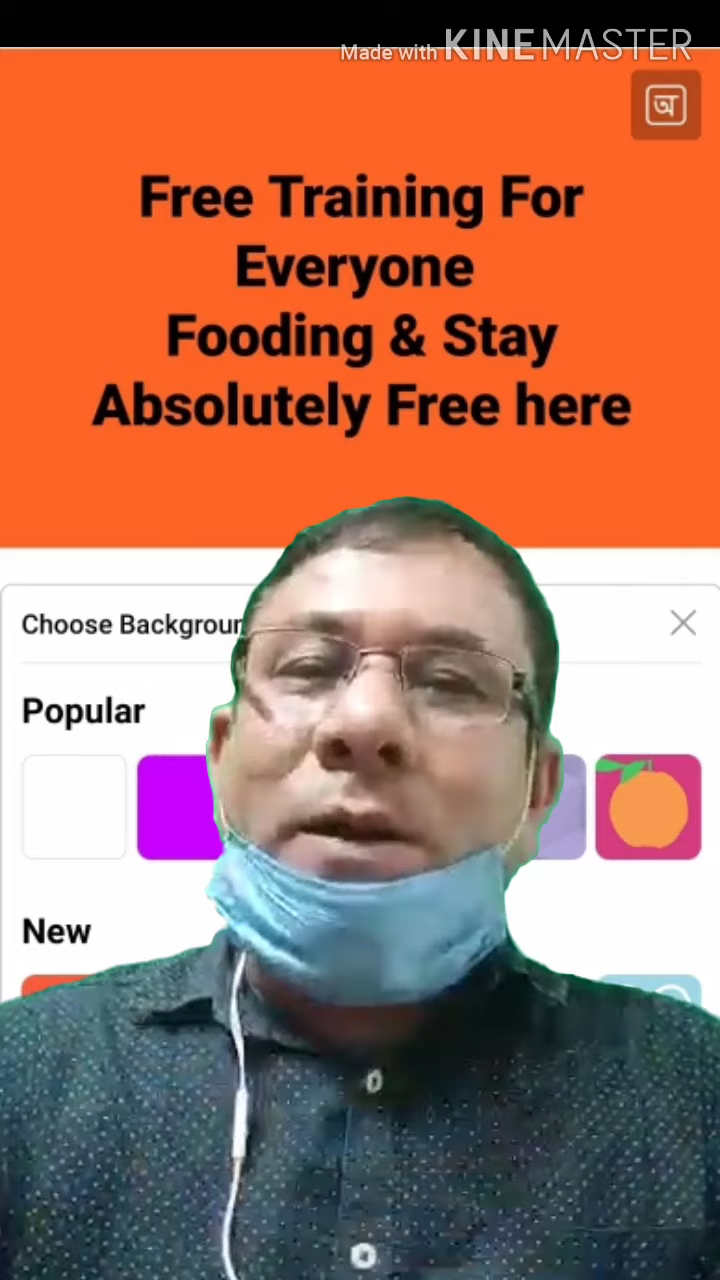 Made with KINEMASTER
অ
Free Training For
Everyone
Fooding & Stay
Absolutely Free here
Choose Backgroun
Popular
New